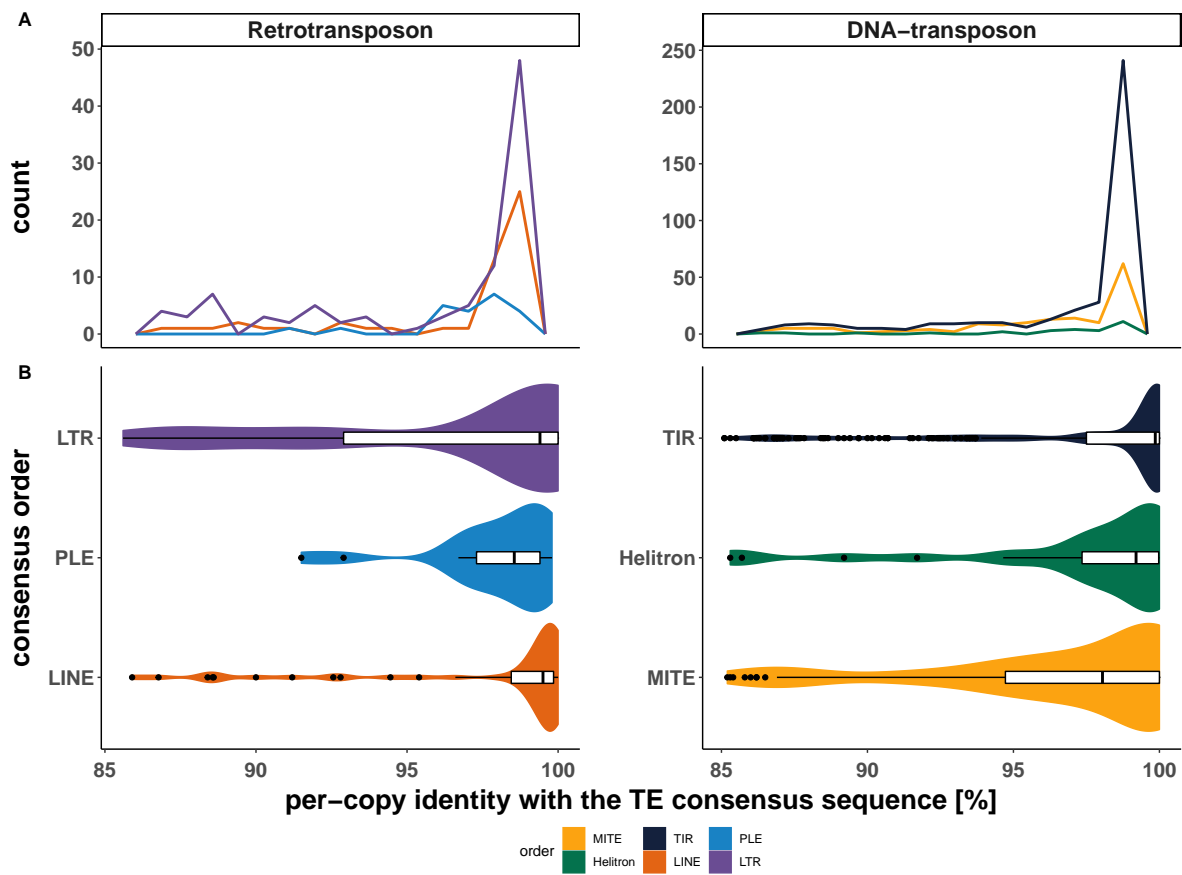 A
Retrotransposon
DNA−transposon
50
40
30
20
10
0
250
200
150
100
50
0
count
B
LTR
PLE
LINE
TIR
Helitron
MITE
consensus order
85 90 95 100
85 90 95 100
per−copy identity with the TE consensus sequence [%]
order
MITE TIR PLE
Helitron LINE LTR